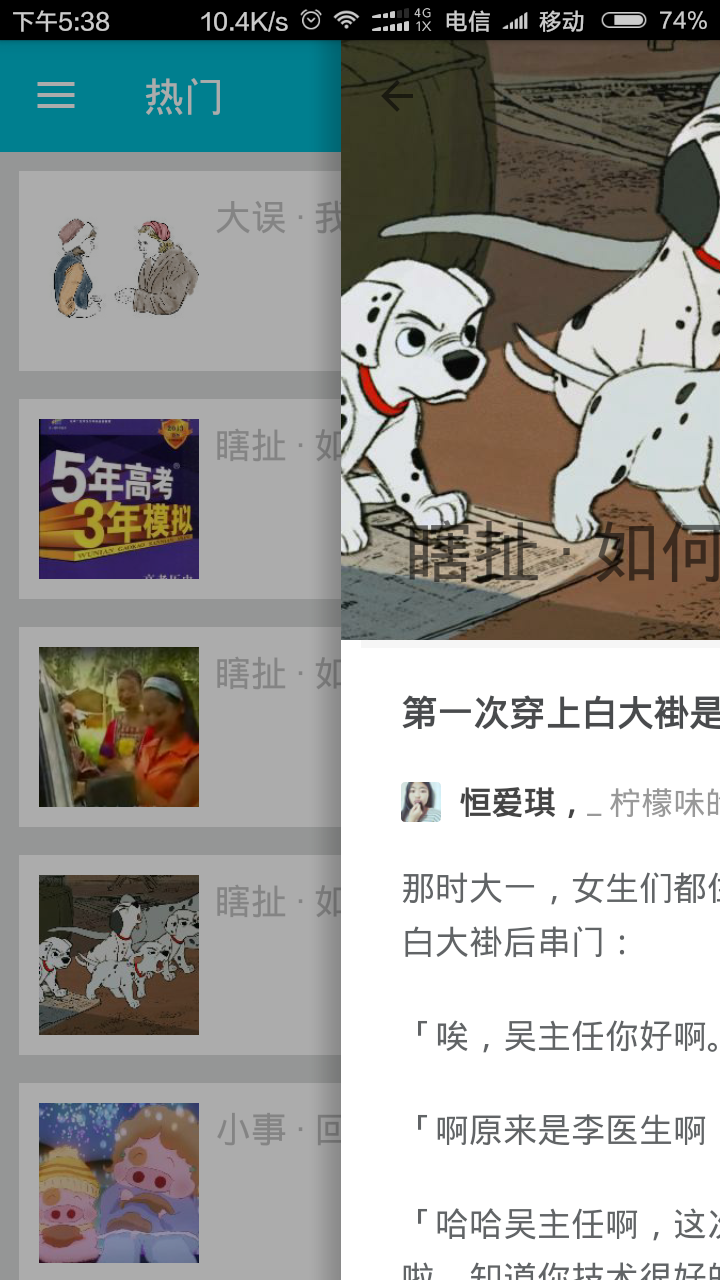 下午5:38
10.4K/s
4G
1X
电信
移动
74%
热门
大误 · 我
瞎扯 · 如
5年高考
3年模拟
WUNIAN GAOKAO
瞎扯 · 如
瞎扯 · 如
小事 · 回
瞎扯 · 如何
第一次穿上白大褂是
恒爱琪，_ 柠檬味的
那时大一，女生们都住
白大褂后串门：
「唉，吴主任你好啊。
「啊原来是李医生啊
「哈哈吴主任啊，这次
啦，知道你技术很好的